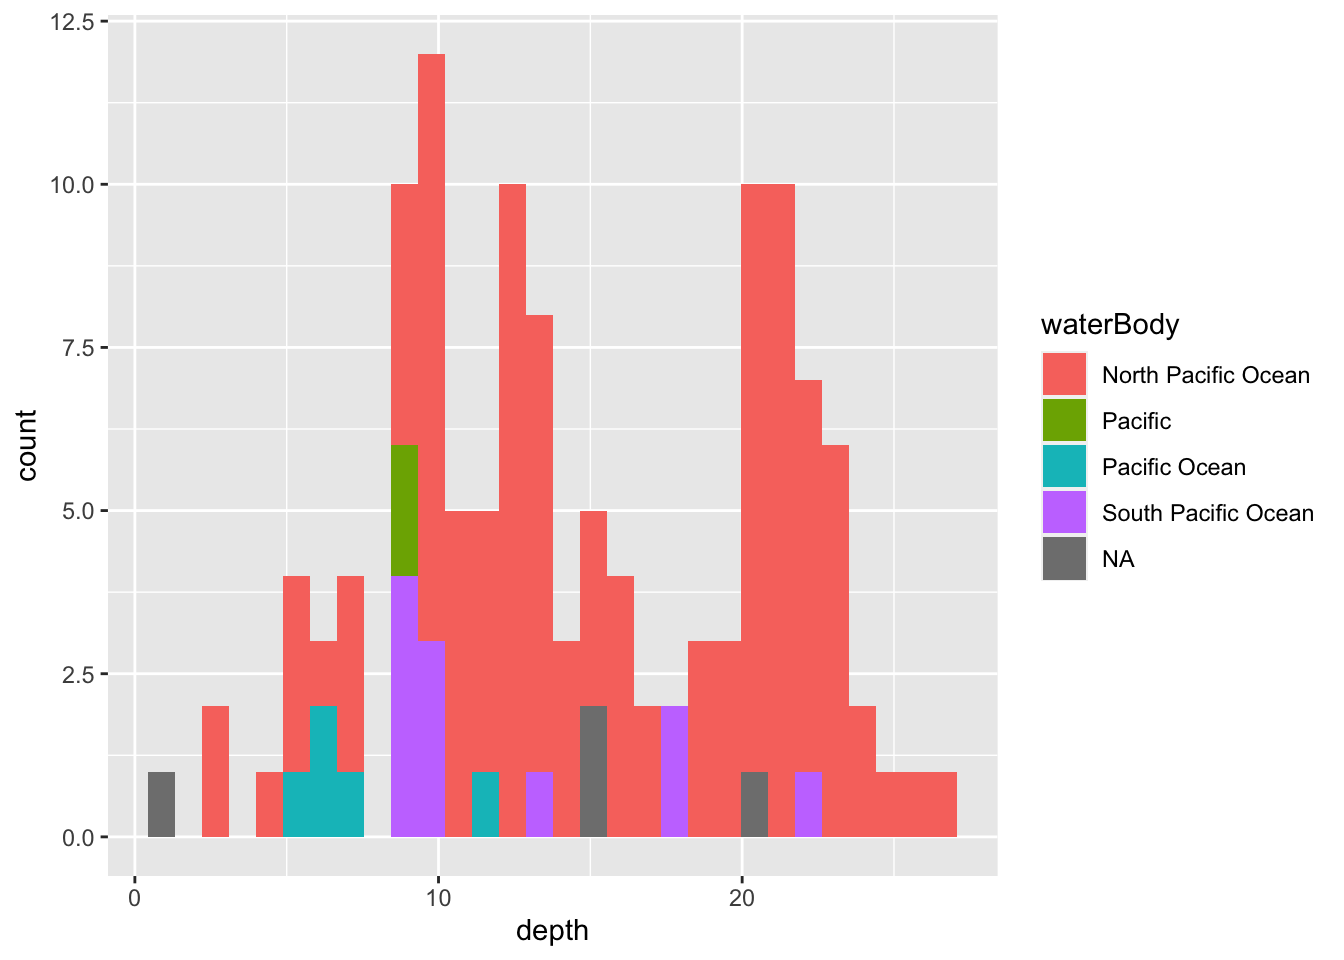 12.5
10.0
7.5
5.0
2.5
0.0
count
0 10 20
depth
waterBody
North Pacific Ocean
Pacific
Pacific Ocean
South Pacific Ocean
NA